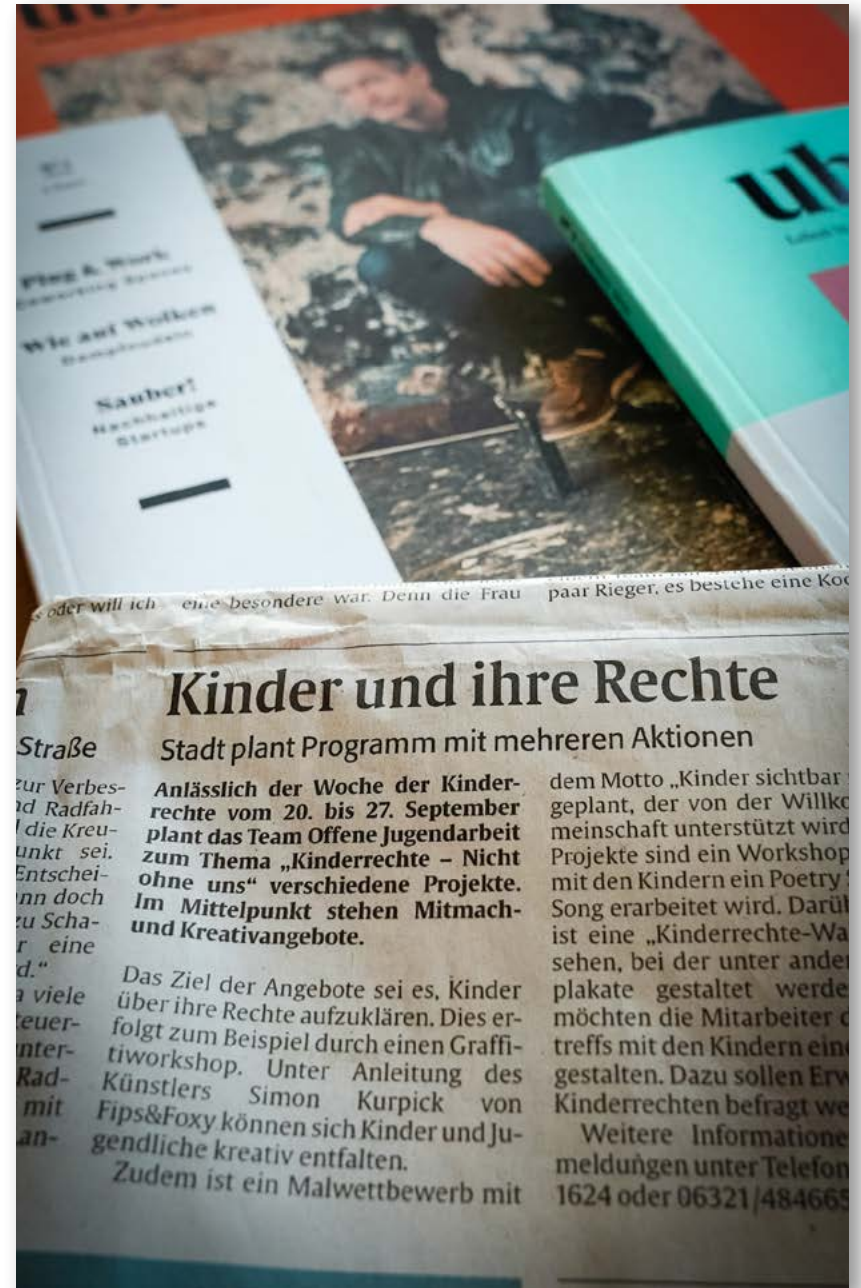 ub
Plug & Work
Coworking Spaces
Wie auf Wolken
Dampfnudeln
Sauber!
Nachhaltige
Startups
oder will ich
eine besondere war. Denn die Frau
paar Rieger, es bestehe eine Koo
Straße
zur Verbes-
nd Radfah-
die Kreu-
unkt sei.
Entschei-
nn doch
zu Scha-
r eine
d.“
a viele
teuer-
nter-
Rad-
mit
an-
Kinder und ihre Rechte
Stadt plant Programm mit mehreren Aktionen
Anlässlich der Woche der Kinder-
rechte vom 20. bis 27. September
plant das Team Offene Jugendarbeit
zum Thema „Kinderrechte – Nicht
ohne uns“ verschiedene Projekte.
Im Mittelpunkt stehen Mitmach-
und Kreativangebote.
Das Ziel der Angebote sei es, Kinder
über ihre Rechte aufzuklären. Dies er-
folgt zum Beispiel durch einen Graffi-
tiworkshop. Unter Anleitung des
Künstlers Simon Kurpick von
Fips&Foxy können sich Kinder und Ju-
gendliche kreativ entfalten.
Zudem ist ein Malwettbewerb mit
dem Motto „Kinder sichtbar
geplant, der von der Willko
meinschaft unterstützt wird
Projekte sind ein Workshop
mit den Kindern ein Poetry
Song erarbeitet wird. Darü
ist eine „Kinderrechte-Wa
sehen, bei der unter ande
plakate gestaltet werde
möchten die Mitarbeiter
treffs mit den Kindern ein
gestalten. Dazu sollen Erw
Kinderrechten befragt we
Weitere Informatione
meldungen unter Telefon
1624 oder 06321/484665